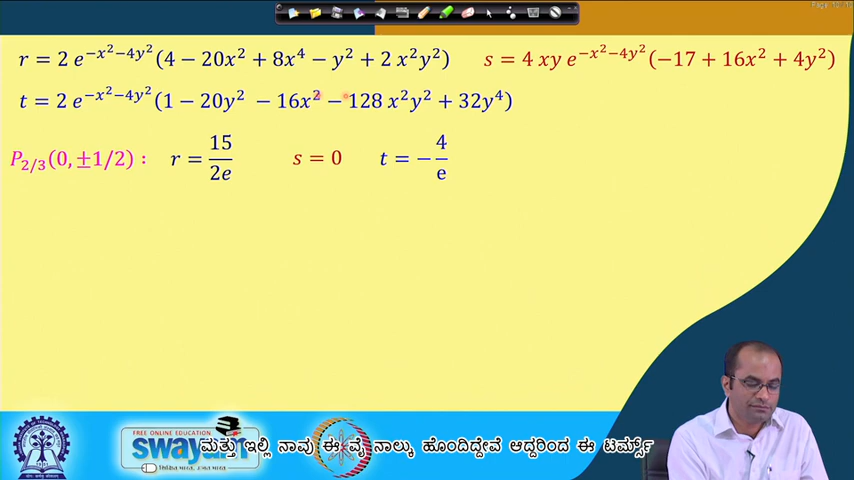 r = 2 e^{-x^2-4y^2}(4 − 20x^2 + 8x^4 − y^2 + 2 x^2y^2) s = 4 xy e^{-x^2-4y^2}(−17 + 16x^2 + 4y^2)
t = 2 e^{-x^2-4y^2}(1 − 20y^2 − 16x^2 − 128 x^2y^2 + 32y^4)
P_{2/3}(0, ±1/2) : r = 15/2e s = 0 t = −4/e
FREE ONLINE EDUCATION
swayam
ಮತ್ತು ಇಲ್ಲಿ ನಾವು ಈ ವೈ ನಾಲ್ಕು ಹೊಂದಿದ್ದೇವೆ ಆದ್ದರಿಂದ ಈ ಟರ್ಮ್ಸ್